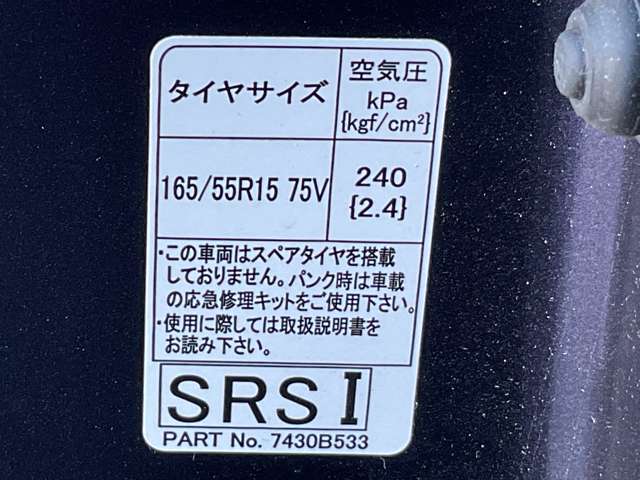 タイヤサイズ
空気圧
kPa
{kgf/cm²}
165/55R15 75V
240
{2.4}
・この車両はスペアタイヤを搭載
しておりません。パンク時は車載
の応急修理キットをご使用下さい。
・使用に際しては取扱説明書を
お読み下さい。
SRS I
PART No. 7430B533